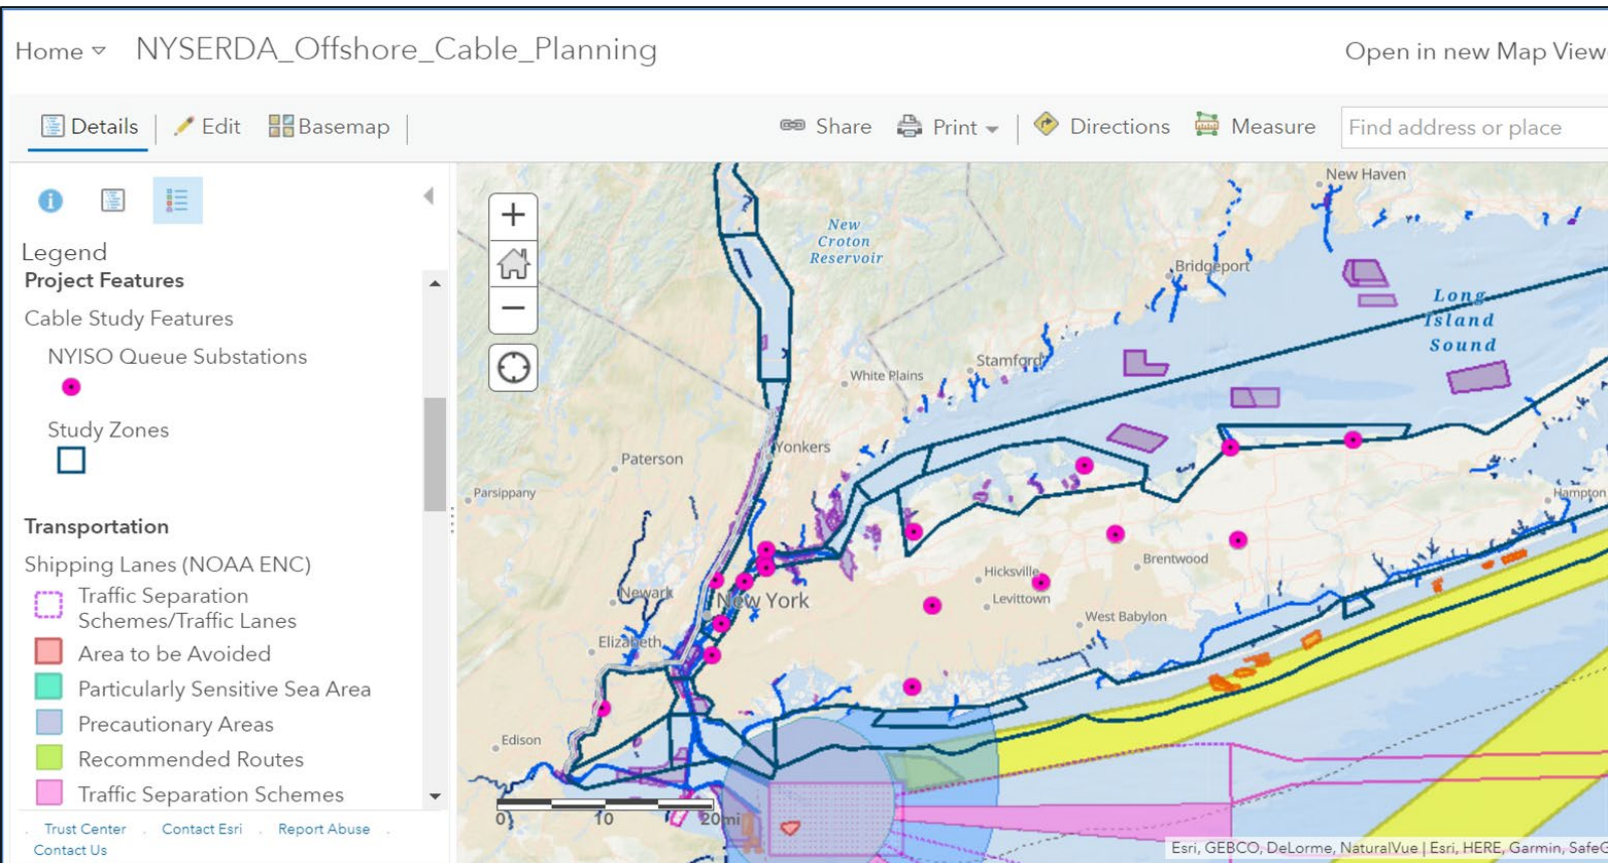 Home NYSERDA_Offshore_Cable_Planning
Open in new Map View
Details Edit Basemap
Share Print Directions Measure Find address or place
Legend
Project Features
Cable Study Features
NYISO Queue Substations
Study Zones
Transportation
Shipping Lanes (NOAA ENC)
Traffic Separation
Schemes/Traffic Lanes
Area to be Avoided
Particularly Sensitive Sea Area
Precautionary Areas
Recommended Routes
Traffic Separation Schemes
Trust Center . Contact Esri . Report Abuse .
Contact Us
New Haven
New
Croton
Reservoir
Bridgeport
Long
Island
Sound
Stamford
White Plains
Yonkers
Paterson
Parsippany
Hampton
Brentwood
Hicksville
Newark
New York
Levittown
West Babylon
Elizabeth
Edison
0 10 20mi
Esri, GEBCO, DeLorme, NaturalVue | Esri, HERE, Garmin, SafeG